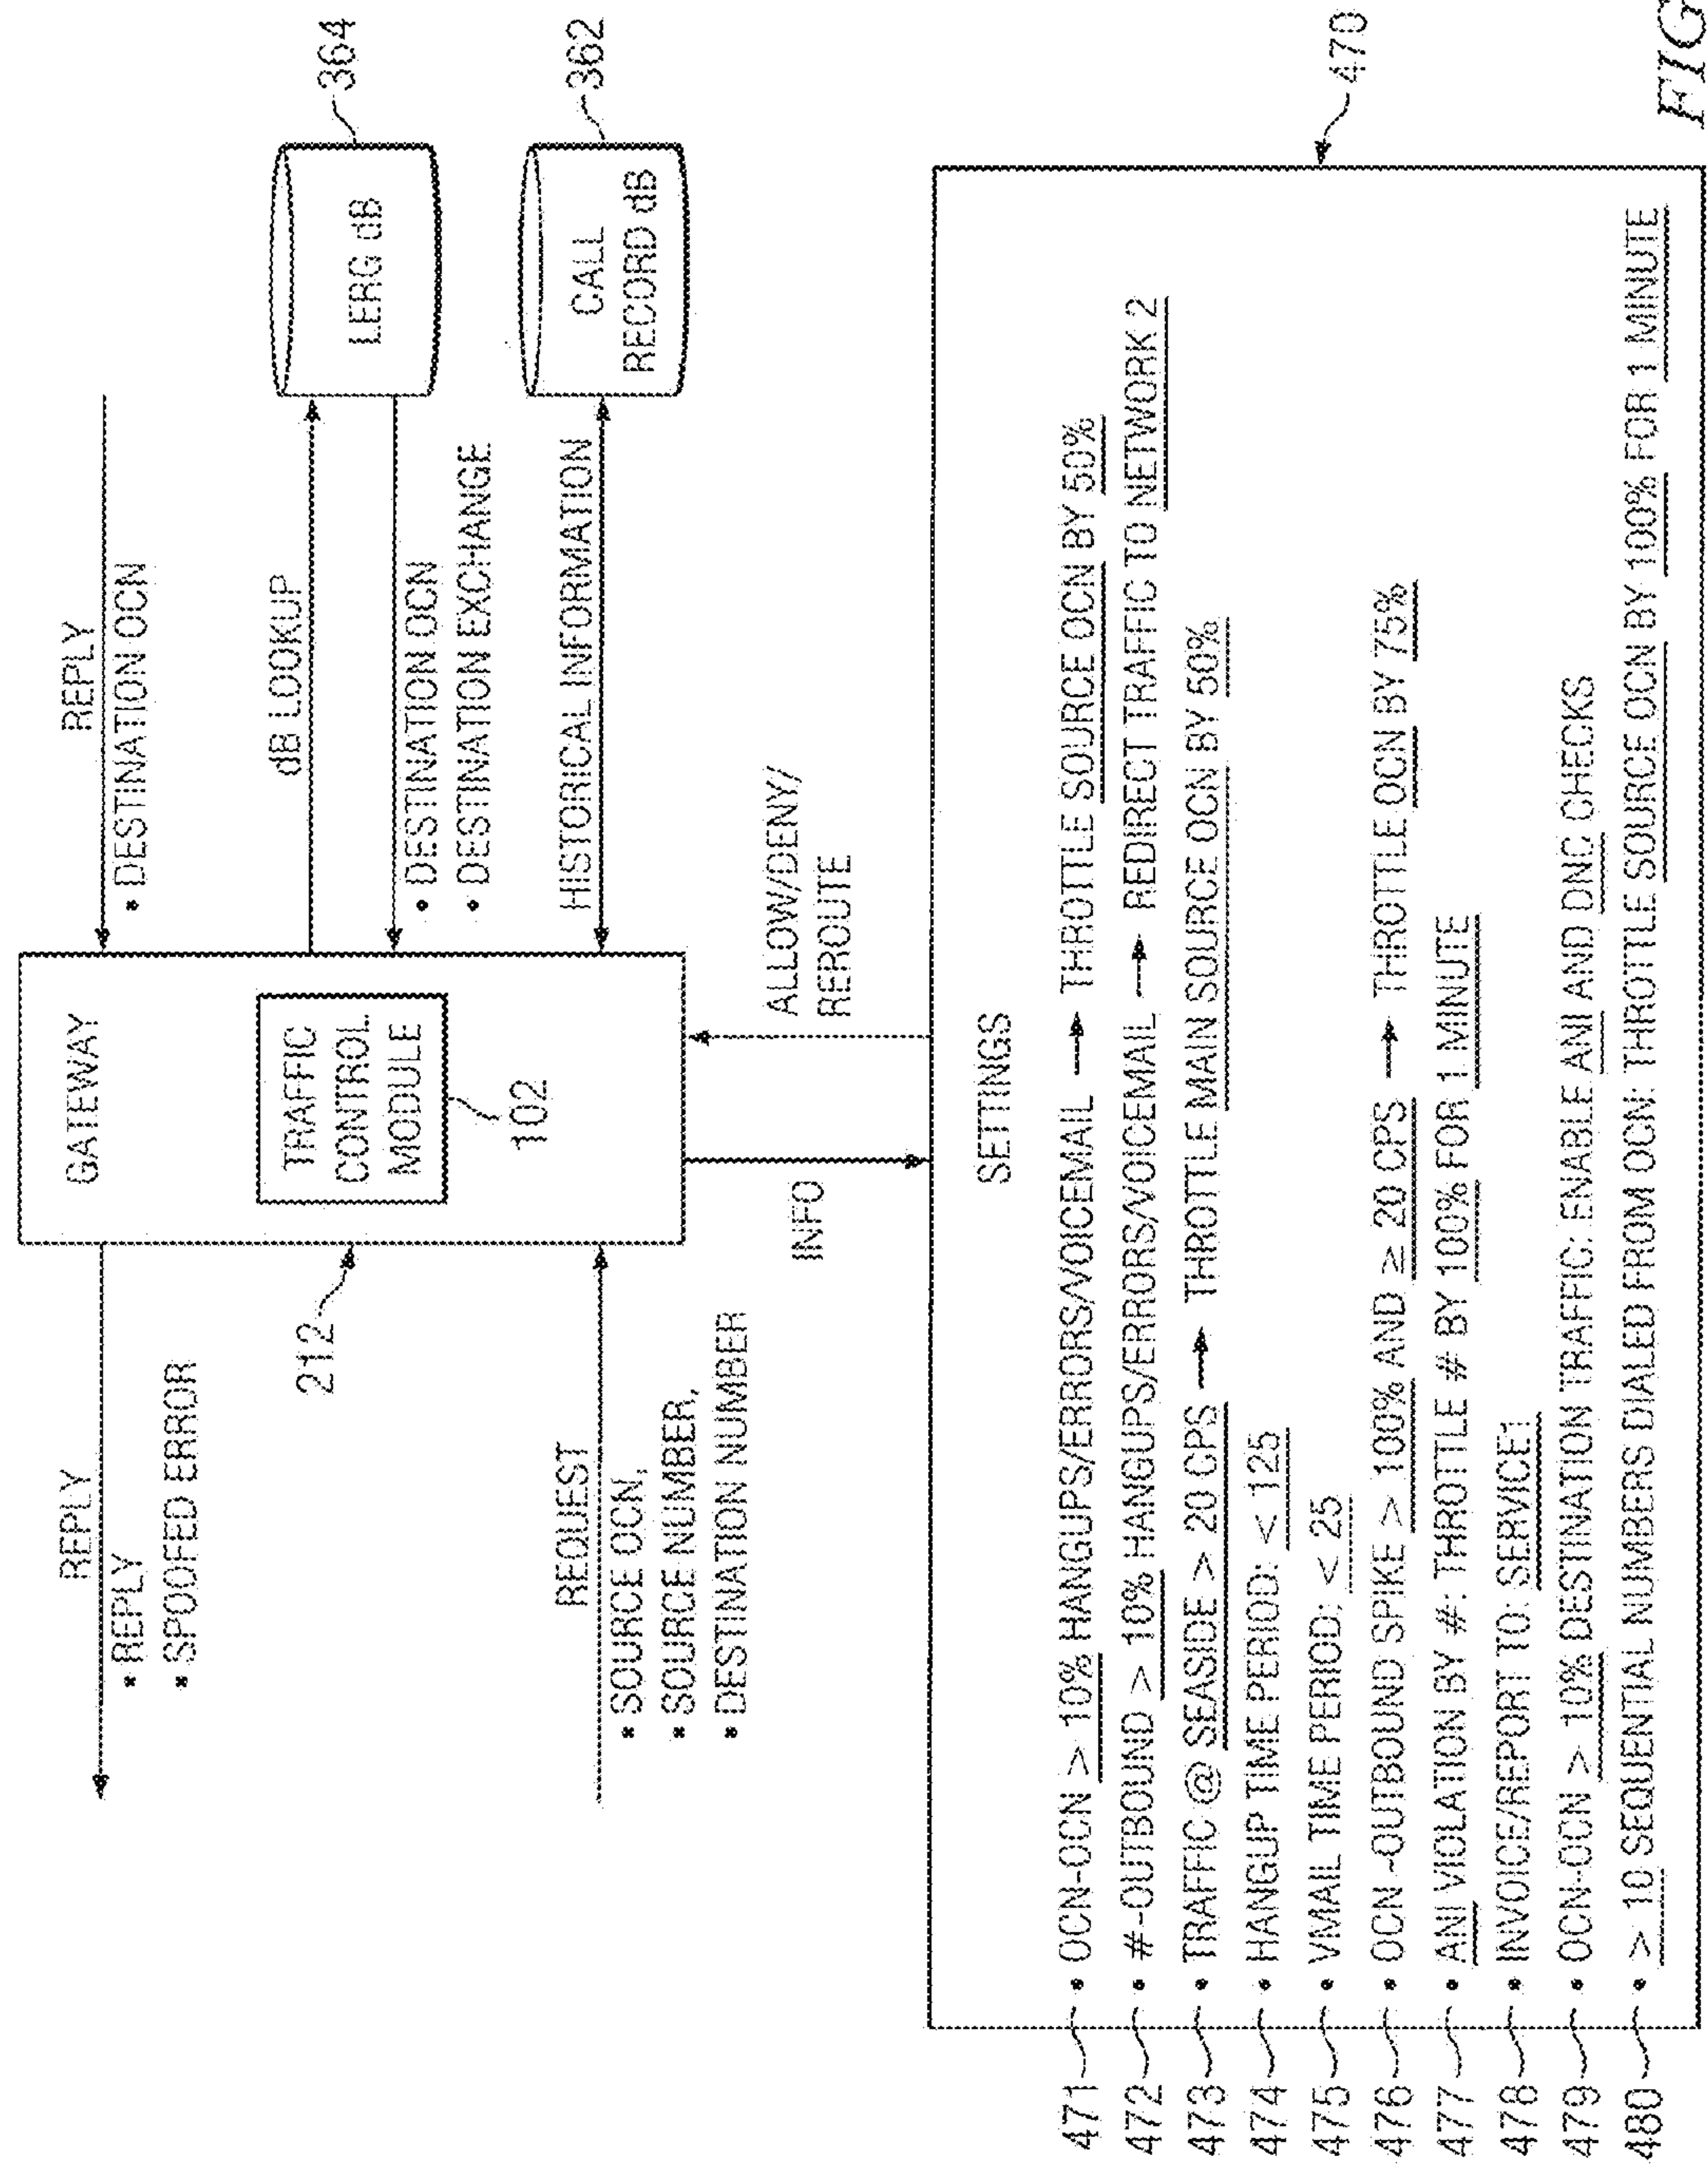 REPLY
• REPLY
• SPOOFED ERROR
212
REQUEST
• SOURCE OCN,
• SOURCE NUMBER,
• DESTINATION NUMBER
GATEWAY
TRAFFIC
CONTROL
MODULE
102
REPLY
• DESTINATION OCN
dB LOOKUP
• DESTINATION OCN
• DESTINATION EXCHANGE
HISTORICAL INFORMATION
LERG dB
364
CALL
RECORD dB
362
INFO
ALLOW/DENY/
REROUTE
470
SETTINGS
471 • OCN-OCN > 10% HANGUPS/ERRORS/VOICEMAIL → THROTTLE SOURCE OCN BY 50%
472 • #-OUTBOUND > 10% HANGUPS/ERRORS/VOICEMAIL → REDIRECT TRAFFIC TO NETWORK 2
473 • TRAFFIC @ SEASIDE > 20 CPS → THROTTLE MAIN SOURCE OCN BY 50%
474 • HANGUP TIME PERIOD: < 125
475 • VMAIL TIME PERIOD: < 25
476 • OCN-OUTBOUND SPIKE > 100% AND ≥ 20 CPS → THROTTLE OCN BY 75%
477 • ANI VIOLATION BY #: THROTTLE # BY 100% FOR 1 MINUTE
478 • INVOICE/REPORT TO: SERVICE1
479 • OCN-OCN > 10% DESTINATION TRAFFIC: ENABLE ANI AND DNC CHECKS
480 • > 10 SEQUENTIAL NUMBERS DIALED FROM OCN: THROTTLE SOURCE OCN BY 100% FOR 1 MINUTE
FIG